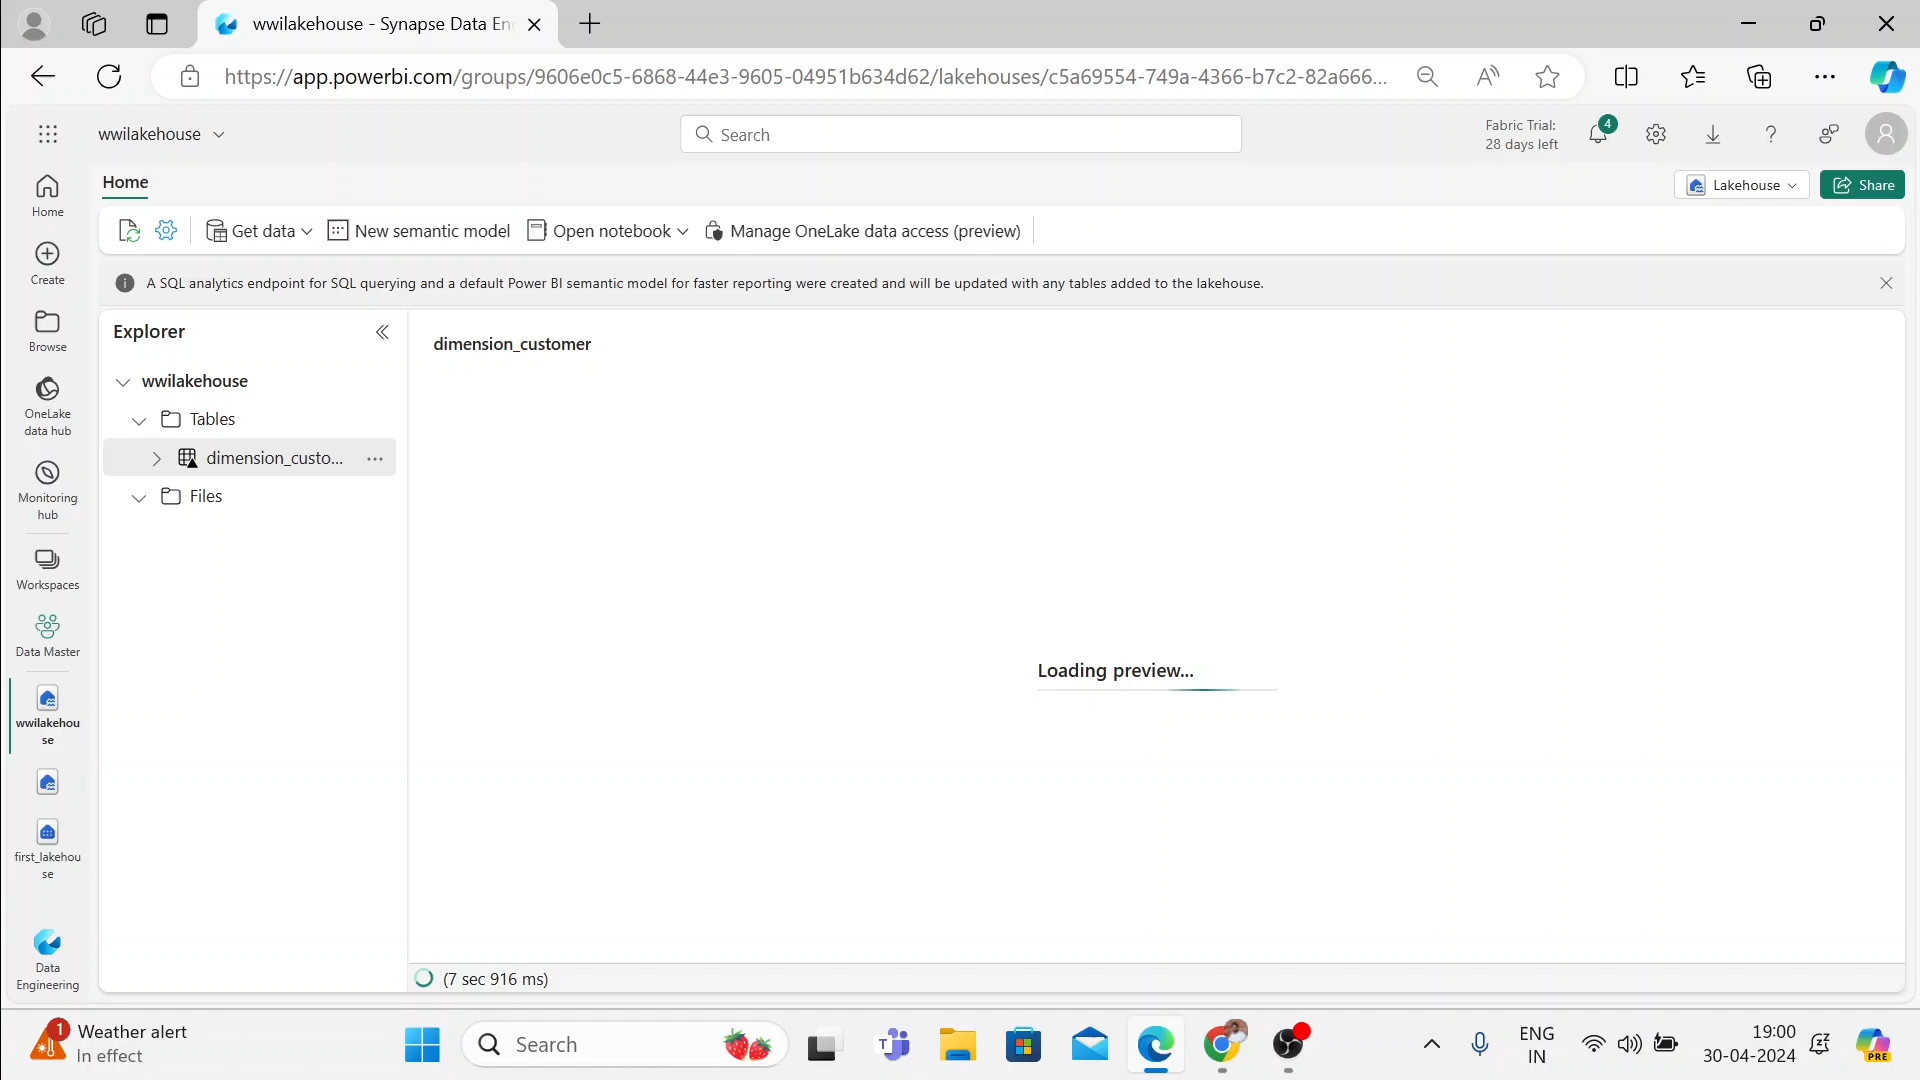 wwilakehouse - Synapse Data En
https://app.powerbi.com/groups/9606e0c5-6868-44e3-9605-04951b634d62/lakehouses/c5a69554-749a-4366-b7c2-82a666...
wwilakehouse
Search
Fabric Trial:
28 days left
4
Home
Lakehouse
Share
Get data
New semantic model
Open notebook
Manage OneLake data access (preview)
A SQL analytics endpoint for SQL querying and a default Power BI semantic model for faster reporting were created and will be updated with any tables added to the lakehouse.
Home
Create
Browse
OneLake
data hub
Monitoring
hub
Workspaces
Data Master
wwilakehou
se
first_lakehou
se
Data
Engineering
Explorer
wwilakehouse
Tables
dimension_custo...
Files
dimension_customer
Loading preview...
(7 sec 916 ms)
1
Weather alert
In effect
Search
ENG
IN
19:00
30-04-2024
PRE